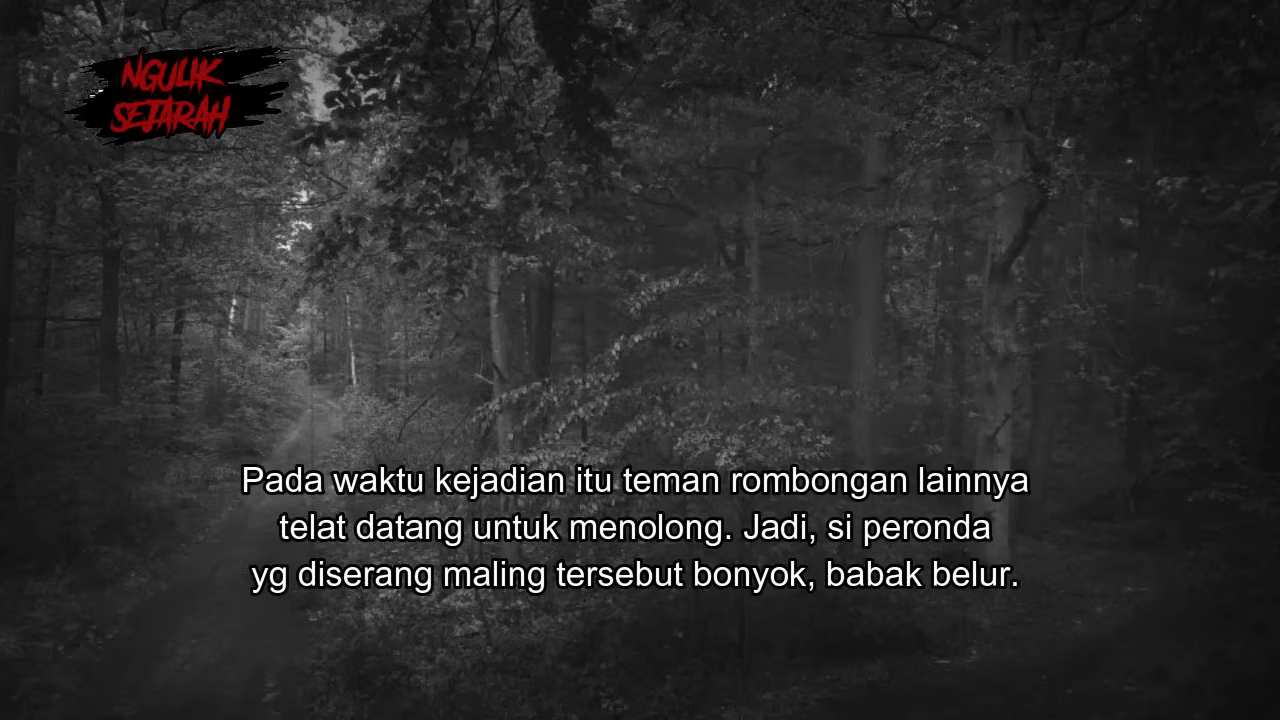 NGULIK
SEJARAH
Pada waktu kejadian itu teman rombongan lainnya
telat datang untuk menolong. Jadi, si peronda
yg diserang maling tersebut bonyok, babak belur.